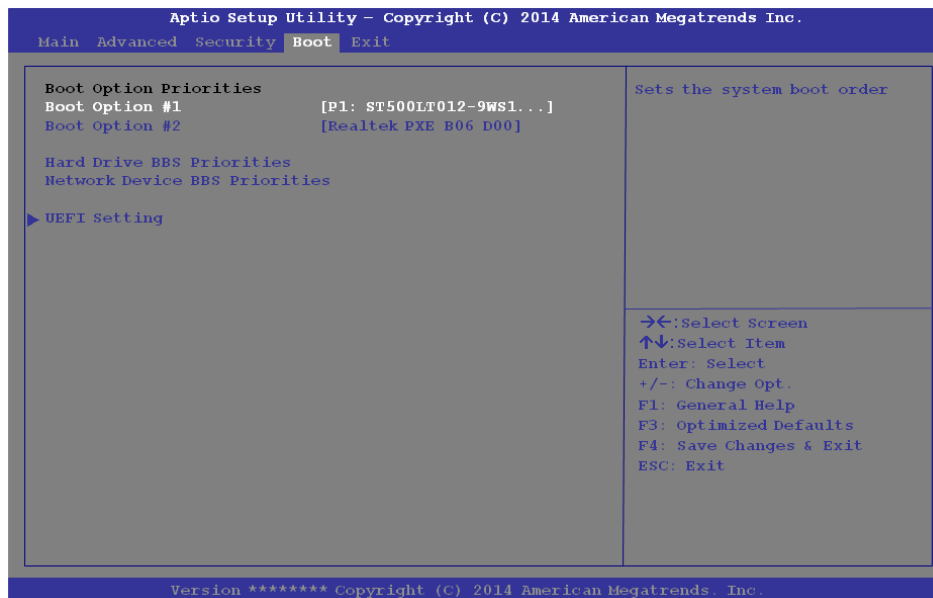 Aptio Setup Utility – Copyright (C) 2014 American Megatrends Inc.
Main Advanced Security Boot Exit
Boot Option Priorities
Boot Option #1 [P1: ST500LT012-9WS1...]
Boot Option #2 [Realtek PXE B06 D00]
Hard Drive BBS Priorities
Network Device BBS Priorities
▶ UEFI Setting
Sets the system boot order
→←:Select Screen
↑↓:Select Item
Enter: Select
+/-: Change Opt.
F1: General Help
F3: Optimized Defaults
F4: Save Changes & Exit
ESC: Exit
Version ******** Copyright (C) 2014 American Megatrends. Inc.